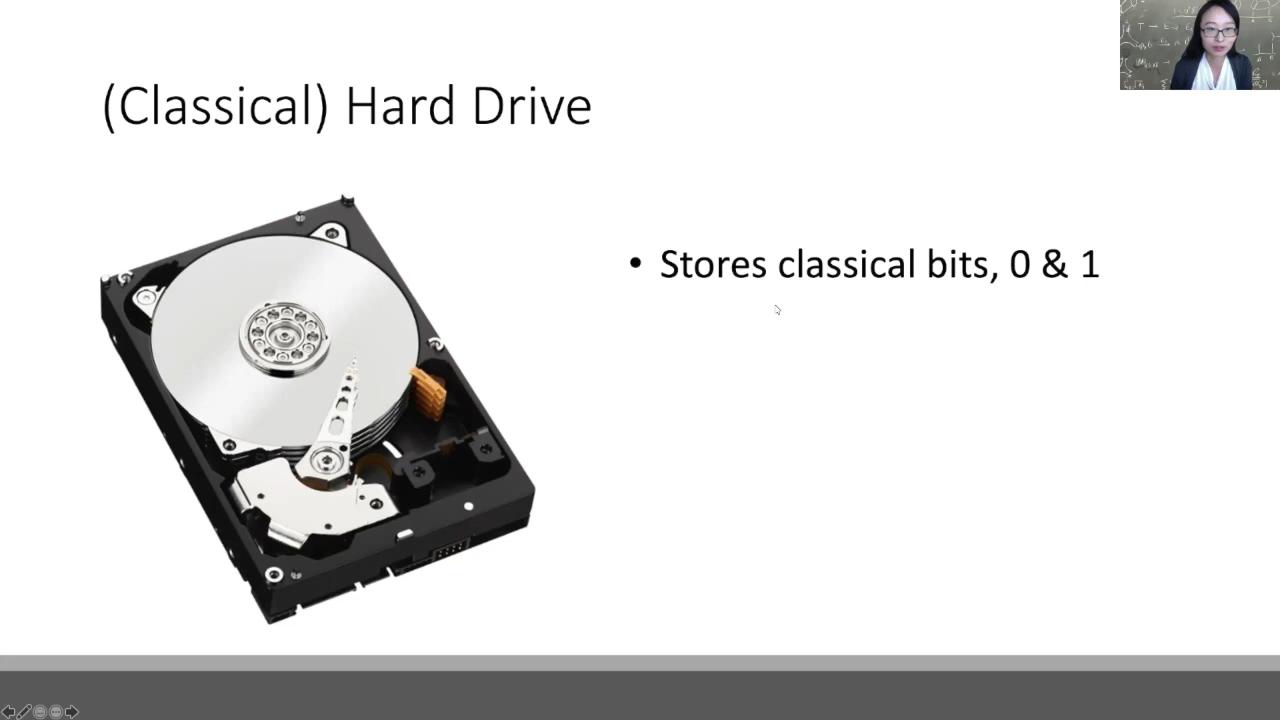 (Classical) Hard Drive
• Stores classical bits, 0 & 1